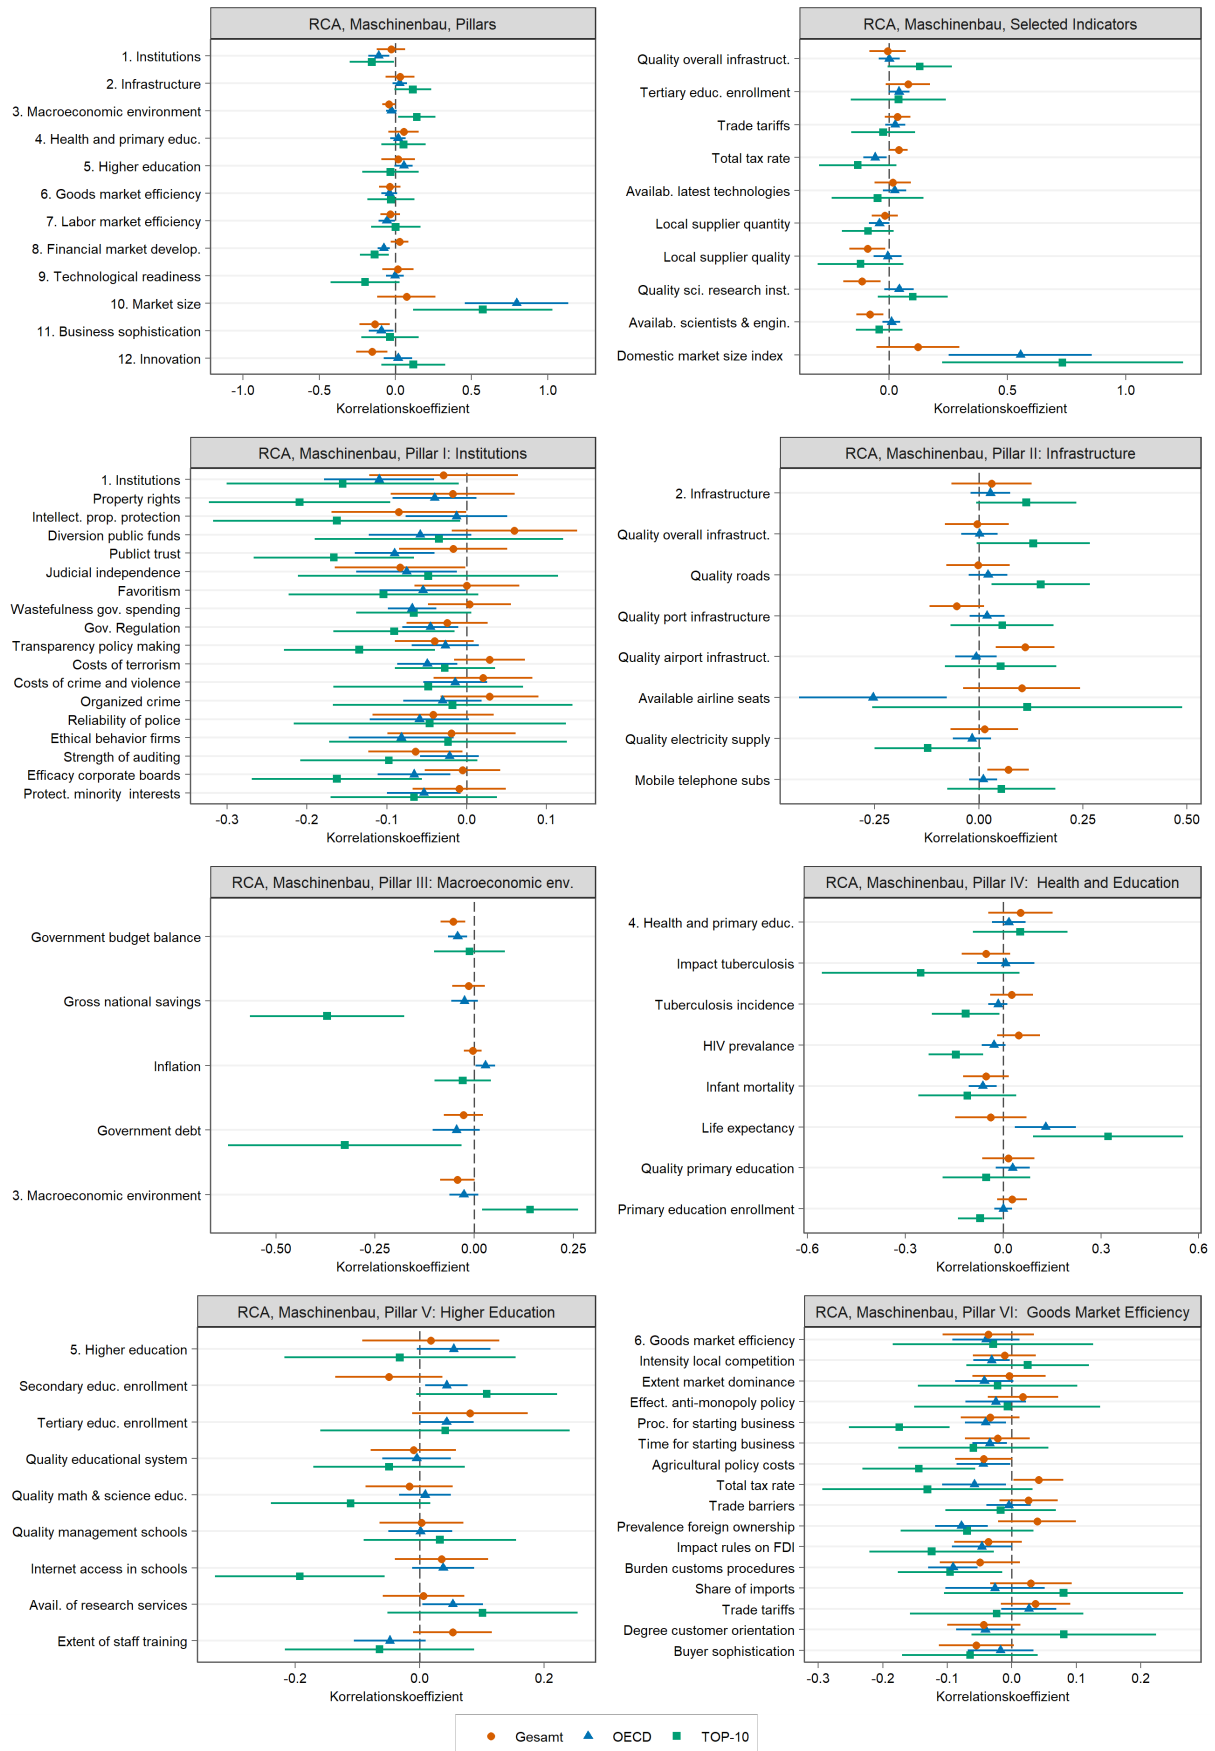 RCA, Maschinenbau, Pillars
1. Institutions
2. Infrastructure
3. Macroeconomic environment
4. Health and primary educ.
5. Higher education
6. Goods market efficiency
7. Labor market efficiency
8. Financial market develop.
9. Technological readiness
10. Market size
11. Business sophistication
12. Innovation
-1.0 -0.5 0.0 0.5 1.0
Korrelationskoeffizient
RCA, Maschinenbau, Selected Indicators
Quality overall infrastruct.
Tertiary educ. enrollment
Trade tariffs
Total tax rate
Availab. latest technologies
Local supplier quantity
Local supplier quality
Quality sci. research inst.
Availab. scientists & engin.
Domestic market size index
0.0 0.5 1.0
Korrelationskoeffizient
RCA, Maschinenbau, Pillar I: Institutions
1. Institutions
Property rights
Intellect. prop. protection
Diversion public funds
Publict trust
Judicial independence
Favoritism
Wastefulness gov. spending
Gov. Regulation
Transparency policy making
Costs of terrorism
Costs of crime and violence
Organized crime
Reliability of police
Ethical behavior firms
Strength of auditing
Efficacy corporate boards
Protect. minority interests
-0.3 -0.2 -0.1 0.0 0.1
Korrelationskoeffizient
RCA, Maschinenbau, Pillar II: Infrastructure
2. Infrastructure
Quality overall infrastruct.
Quality roads
Quality port infrastructure
Quality airport infrastruct.
Available airline seats
Quality electricity supply
Mobile telephone subs
-0.25 0.00 0.25 0.50
Korrelationskoeffizient
RCA, Maschinenbau, Pillar III: Macroeconomic env.
Government budget balance
Gross national savings
Inflation
Government debt
3. Macroeconomic environment
-0.50 -0.25 0.00 0.25
Korrelationskoeffizient
RCA, Maschinenbau, Pillar IV: Health and Education
4. Health and primary educ.
Impact tuberculosis
Tuberculosis incidence
HIV prevalance
Infant mortality
Life expectancy
Quality primary education
Primary education enrollment
-0.6 -0.3 0.0 0.3 0.6
Korrelationskoeffizient
RCA, Maschinenbau, Pillar V: Higher Education
5. Higher education
Secondary educ. enrollment
Tertiary educ. enrollment
Quality educational system
Quality math & science educ.
Quality management schools
Internet access in schools
Avail. of research services
Extent of staff training
-0.2 0.0 0.2
Korrelationskoeffizient
RCA, Maschinenbau, Pillar VI: Goods Market Efficiency
6. Goods market efficiency
Intensity local competition
Extent market dominance
Effect. anti-monopoly policy
Proc. for starting business
Time for starting business
Agricultural policy costs
Total tax rate
Trade barriers
Prevalence foreign ownership
Impact rules on FDI
Burden customs procedures
Share of imports
Trade tariffs
Degree customer orientation
Buyer sophistication
-0.3 -0.2 -0.1 0.0 0.1 0.2
Korrelationskoeffizient
Gesamt OECD TOP-10